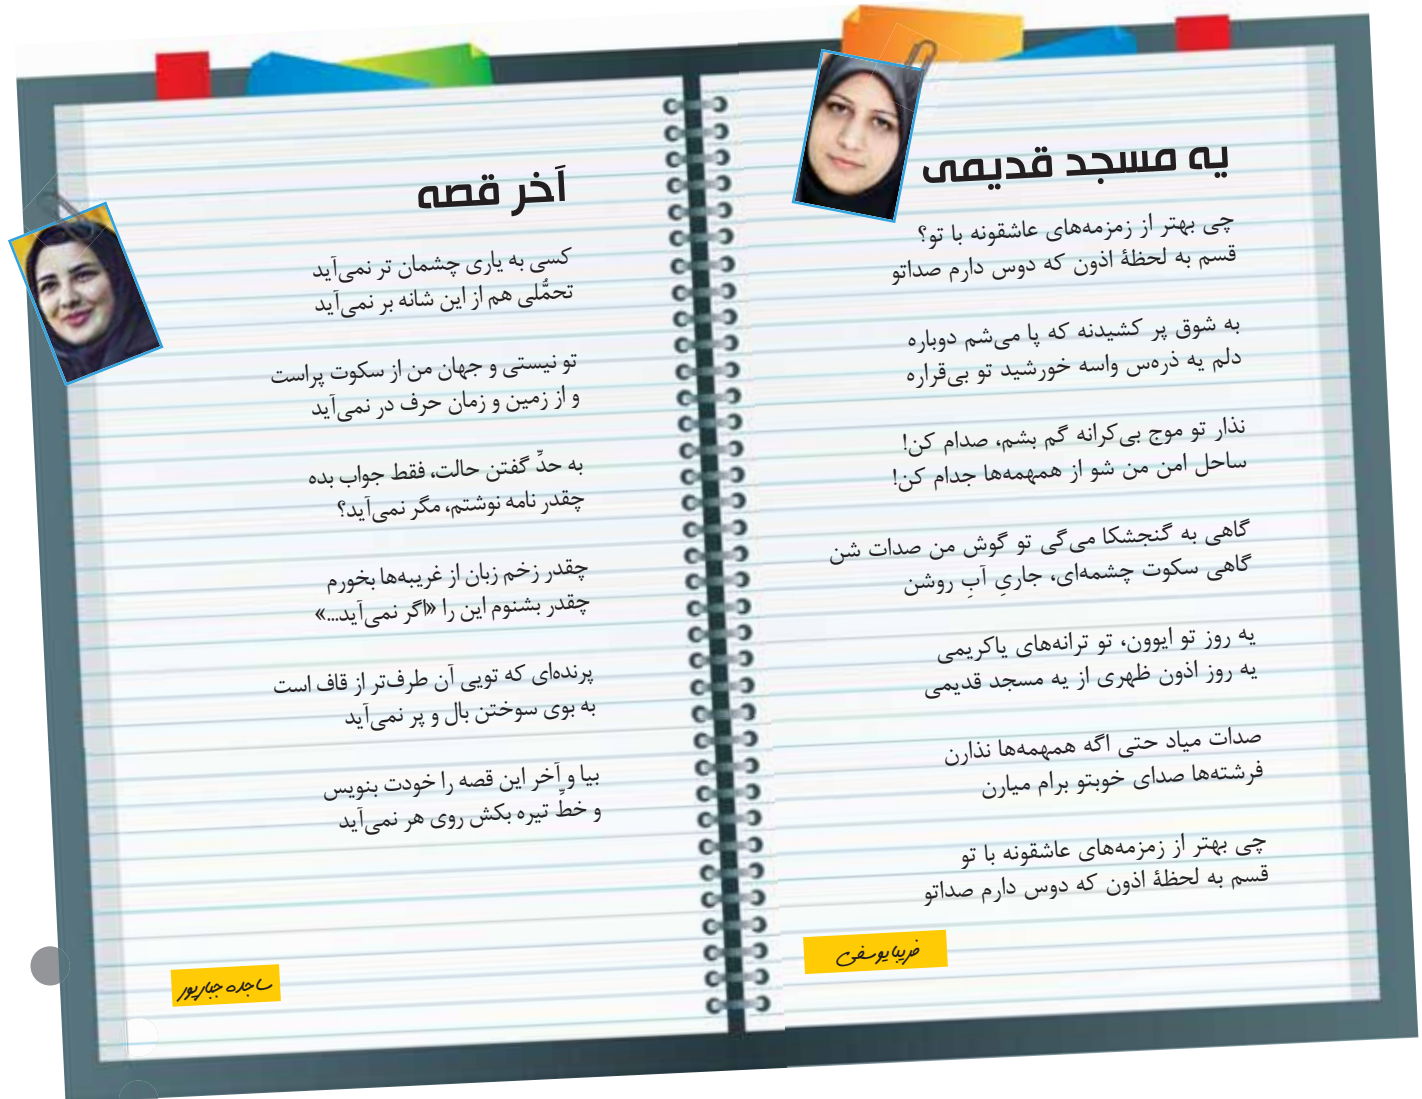 یه مسجد قدیمی
چی بهتر از زمزمه‌های عاشقونه با تو؟
قسم به لحظهٔ اذون که دوس دارم صداتو
به شوق پر کشیدنه که پا می‌شم دوباره
دلم یه ذره‌س واسه خورشید تو بی‌قراره
نذار تو موج بی‌کرانه گم بشم، صدام کن!
ساحل امن من شو از همهمه‌ها جدام کن!
گاهی به گنجشکا می‌گی تو گوش من صدات شن
گاهی سکوت چشمه‌ای، جاریِ آبِ روشن
یه روز تو ایوون، تو ترانه‌های یاکریمی
یه روز اذون ظهری از یه مسجد قدیمی
صدات میاد حتی اگه همهمه‌ها نذارن
فرشته‌ها صدای خوبتو برام میارن
چی بهتر از زمزمه‌های عاشقونه با تو
قسم به لحظهٔ اذون که دوس دارم صداتو
فریبا یوسفی
آخر قصه
کسی به یاری چشمان تر نمی‌آید
تحمُّلی هم از این شانه بر نمی‌آید
تو نیستی و جهان من از سکوت پراست
و از زمین و زمان حرف در نمی‌آید
به حدِّ گفتن حالت، فقط جواب بده
چقدر نامه نوشتم، مگر نمی‌آید؟
چقدر زخم زبان از غریبه‌ها بخورم
چقدر بشنوم این را «اگر نمی‌آید...»
پرنده‌ای که تویی آن طرف‌تر از قاف است
به بوی سوختن بال و پر نمی‌آید
بیا و آخر این قصه را خودت بنویس
و خطِّ تیره بکش روی هر نمی‌آید
ساجده جبارپور